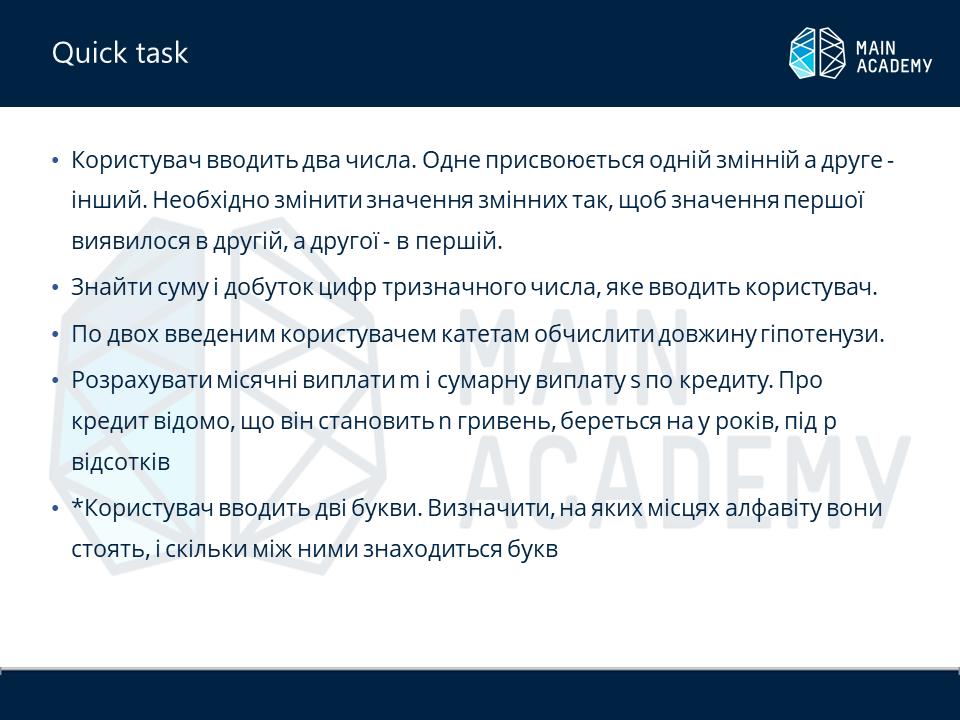 Quick task
MAIN
ACADEMY
• Користувач вводить два числа. Одне присвоюється одній змінній а друге -
інший. Необхідно змінити значення змінних так, щоб значення першої
виявилося в другій, а другої - в першій.
• Знайти суму і добуток цифр тризначного числа, яке вводить користувач.
• По двох введеним користувачем катетам обчислити довжину гіпотенузи.
• Розрахувати місячні виплати m і сумарну виплату s по кредиту. Про
кредит відомо, що він становить n гривень, береться на y років, під p
відсотків
• *Користувач вводить дві букви. Визначити, на яких місцях алфавіту вони
стоять, і скільки між ними знаходиться букв
MAIN
ACADEMY